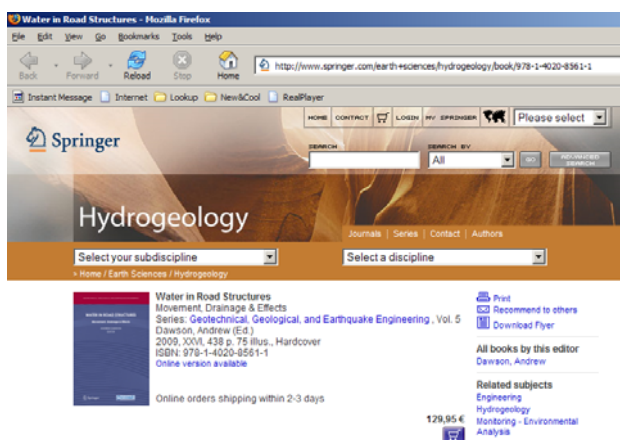 Water in Road Structures - Mozilla Firefox
File Edit View Go Bookmarks Tools Help
Back Forward Reload Stop Home http://www.springer.com/earth+sciences/hydrogeology/book/978-1-4020-8561-1
Instant Message Internet Lookup New&Cool RealPlayer
HOME CONTACT LOGIN MY SPRINGER Please select
Springer
SEARCH SEARCH BY
All GO ADVANCED SEARCH
Hydrogeology
Journals | Series | Contact | Authors
Select your subdiscipline Select a discipline
» Home / Earth Sciences / Hydrogeology
WATER IN ROAD STRUCTURES
Springer
Water in Road Structures
Movement, Drainage & Effects
Series: Geotechnical, Geological, and Earthquake Engineering , Vol. 5
Dawson, Andrew (Ed.)
2009, XXVI, 438 p. 75 illus., Hardcover
ISBN: 978-1-4020-8561-1
Online version available
Online orders shipping within 2-3 days
129,95 €
Print
Recommend to others
Download Flyer
All books by this editor
Dawson, Andrew
Related subjects
Engineering
Hydrogeology
Monitoring - Environmental
Analysis